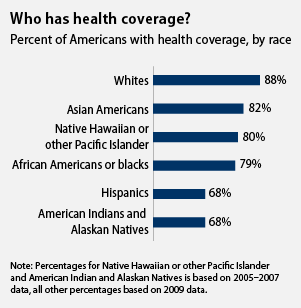 Who has health coverage?
Percent of Americans with health coverage, by race
Whites 88%
Asian Americans 82%
Native Hawaiian or
other Pacific Islander 80%
African Americans or blacks 79%
Hispanics 68%
American Indians and
Alaskan Natives 68%
Note: Percentages for Native Hawaiian or other Pacific Islander
and American Indian and Alaskan Natives is based on 2005–2007
data, all other percentages based on 2009 data.